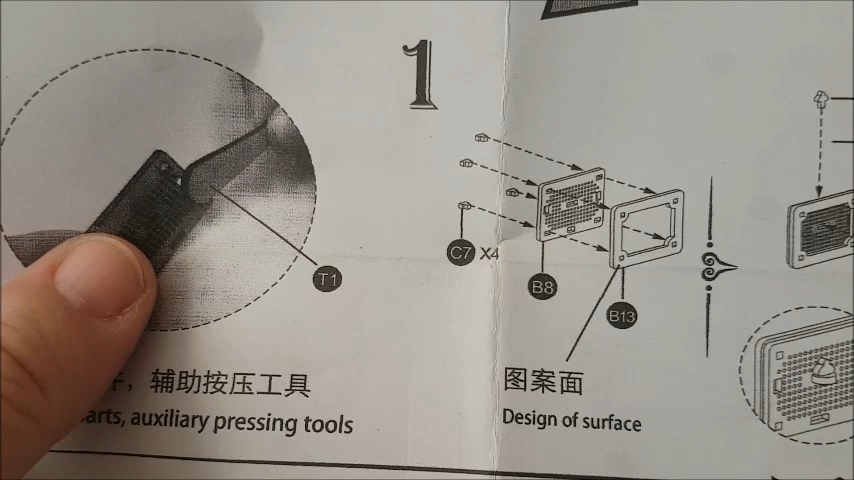 1
T1
C7 X4
B8
B13
，辅助按压工具
auxiliary pressing tools
图案面
Design of surface